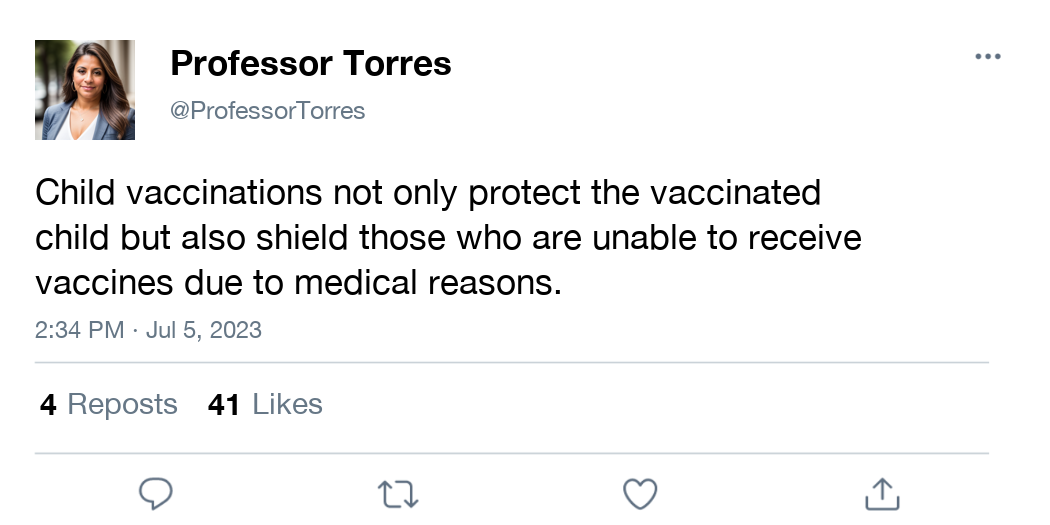 Professor Torres
@ProfessorTorres
Child vaccinations not only protect the vaccinated
child but also shield those who are unable to receive
vaccines due to medical reasons.
2:34 PM · Jul 5, 2023
4 Reposts 41 Likes